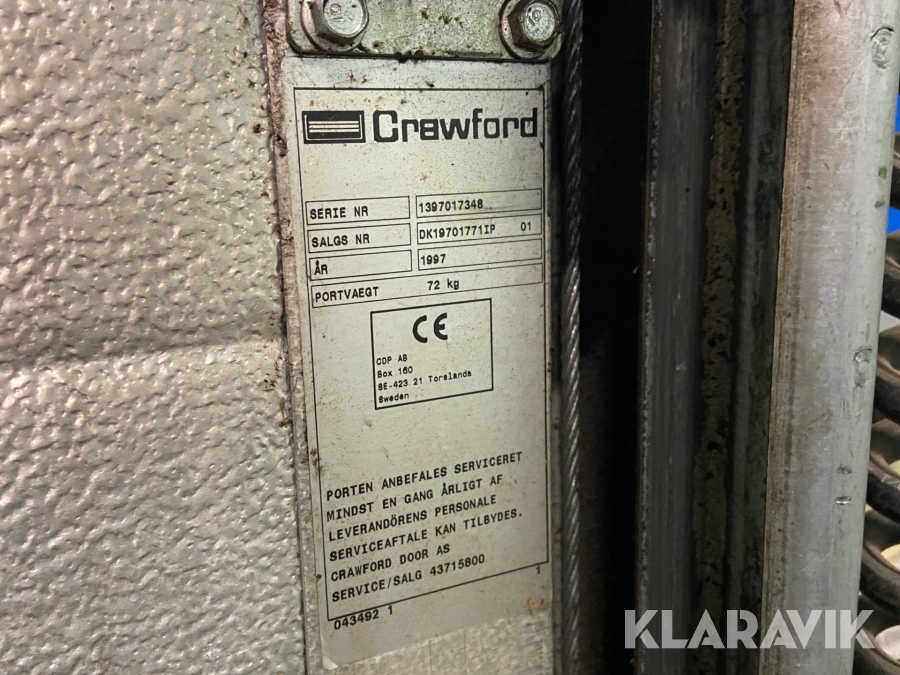 Crawford
SERIE NR 1397017348
SALGS NR DK19701771IP 01
ÅR 1997
PORTVAEGT 72 kg
CE
CDP AB
Box 160
SE-423 21 Torslanda
Sweden
PORTEN ANBEFALES SERVICERET
MINDST EN GANG ÅRLIGT AF
LEVERANDÖRENS PERSONALE
SERVICEAFTALE KAN TILBYDES.
CRAWFORD DOOR AS
SERVICE/SALG 43715800
043492 1 1
KLARAVIK